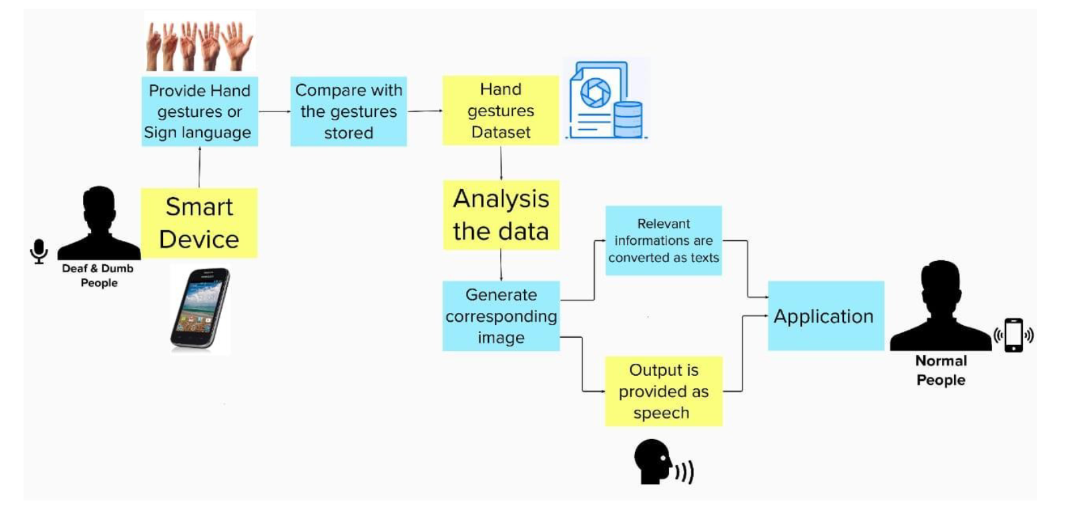 Provide Hand
gestures or
Sign language
Compare with
the gestures
stored
Hand
gestures
Dataset
Smart
Device
Deaf & Dumb
People
Analysis
the data
Generate
corresponding
image
Relevant
informations are
converted as texts
Output is
provided as
speech
Application
Normal
People